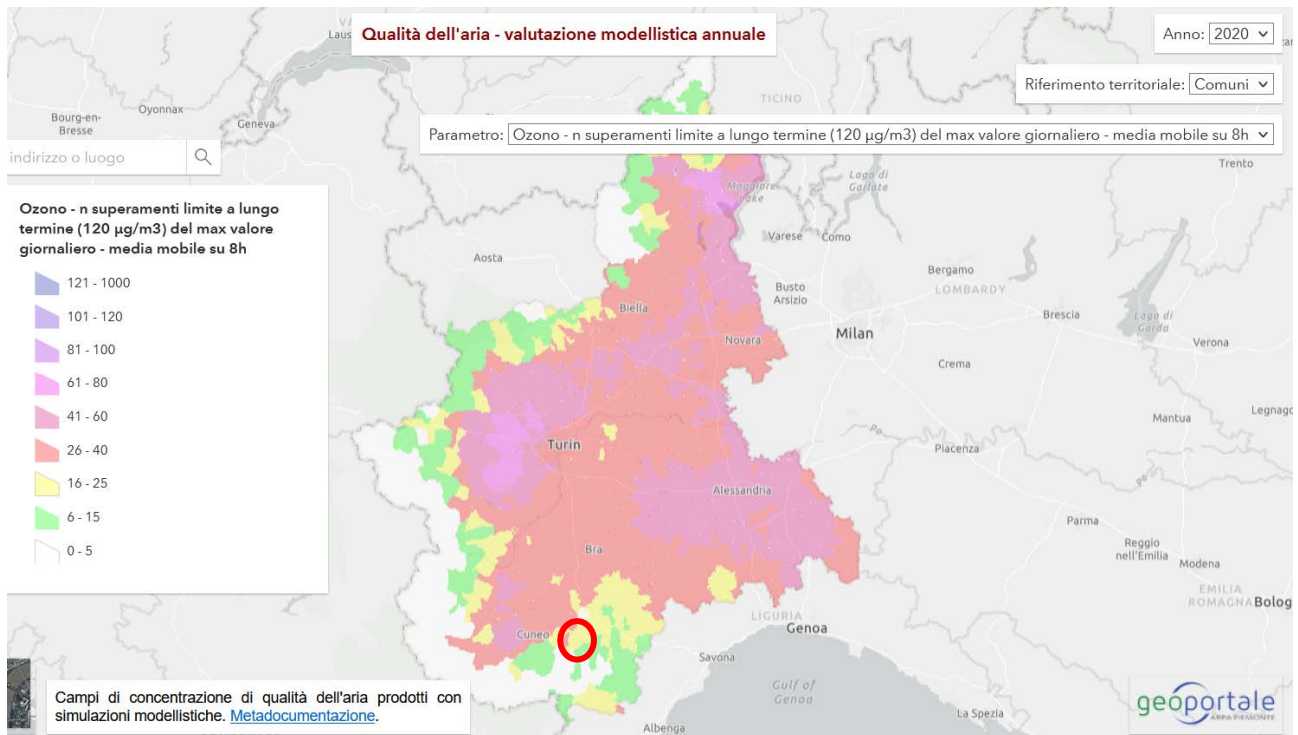 Qualità dell'aria - valutazione modellistica annuale
Anno: 2020
Riferimento territoriale: Comuni
Parametro: Ozono - n superamenti limite a lungo termine (120 µg/m3) del max valore giornaliero - media mobile su 8h
indirizzo o luogo
Ozono - n superamenti limite a lungo
termine (120 µg/m3) del max valore
giornaliero - media mobile su 8h
121 - 1000
101 - 120
81 - 100
61 - 80
41 - 60
26 - 40
16 - 25
6 - 15
0 - 5
Laus
TICINO
Oyonnax
Bourg-en-
Bresse
Geneva
Trento
Maggiore
Lake
Lago di
Garlate
Varese
Como
Aosta
Bergamo
LOMBARDY
Busto
Arsizio
Biella
Brescia
Lago di
Garda
Novara
Milan
Verona
Crema
Mantua
Legnago
Turin
Po
Piacenza
Po
Alessandria
Parma
Reggio
nell'Emilia
Bra
Modena
EMILIA
ROMAGNA
Bolog
LIGURIA
Genoa
Cuneo
Savona
Gulf of
Genoa
La Spezia
Albenga
Campi di concentrazione di qualità dell'aria prodotti con
simulazioni modellistiche. Metadocumentazione.
geoportale
ARPA PIEMONTE